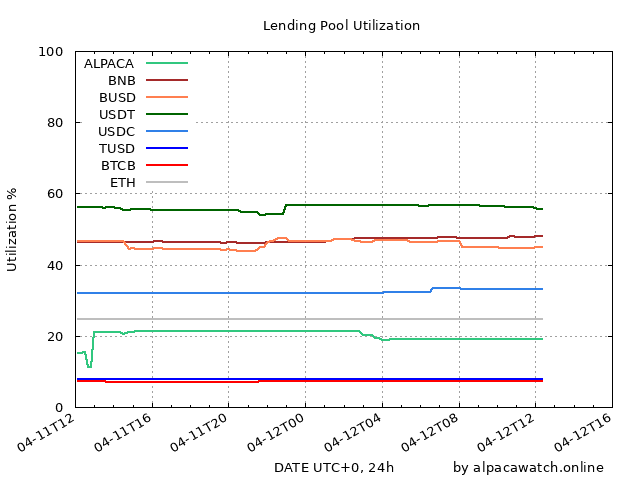 Lending Pool Utilization
100
80
60
40
20
0
Utilization %
ALPACA
BNB
BUSD
USDT
USDC
TUSD
BTCB
ETH
04-11T12
04-11T16
04-11T20
04-12T00
04-12T04
04-12T08
04-12T12
04-12T16
DATE UTC+0, 24h
by alpacawatch.online